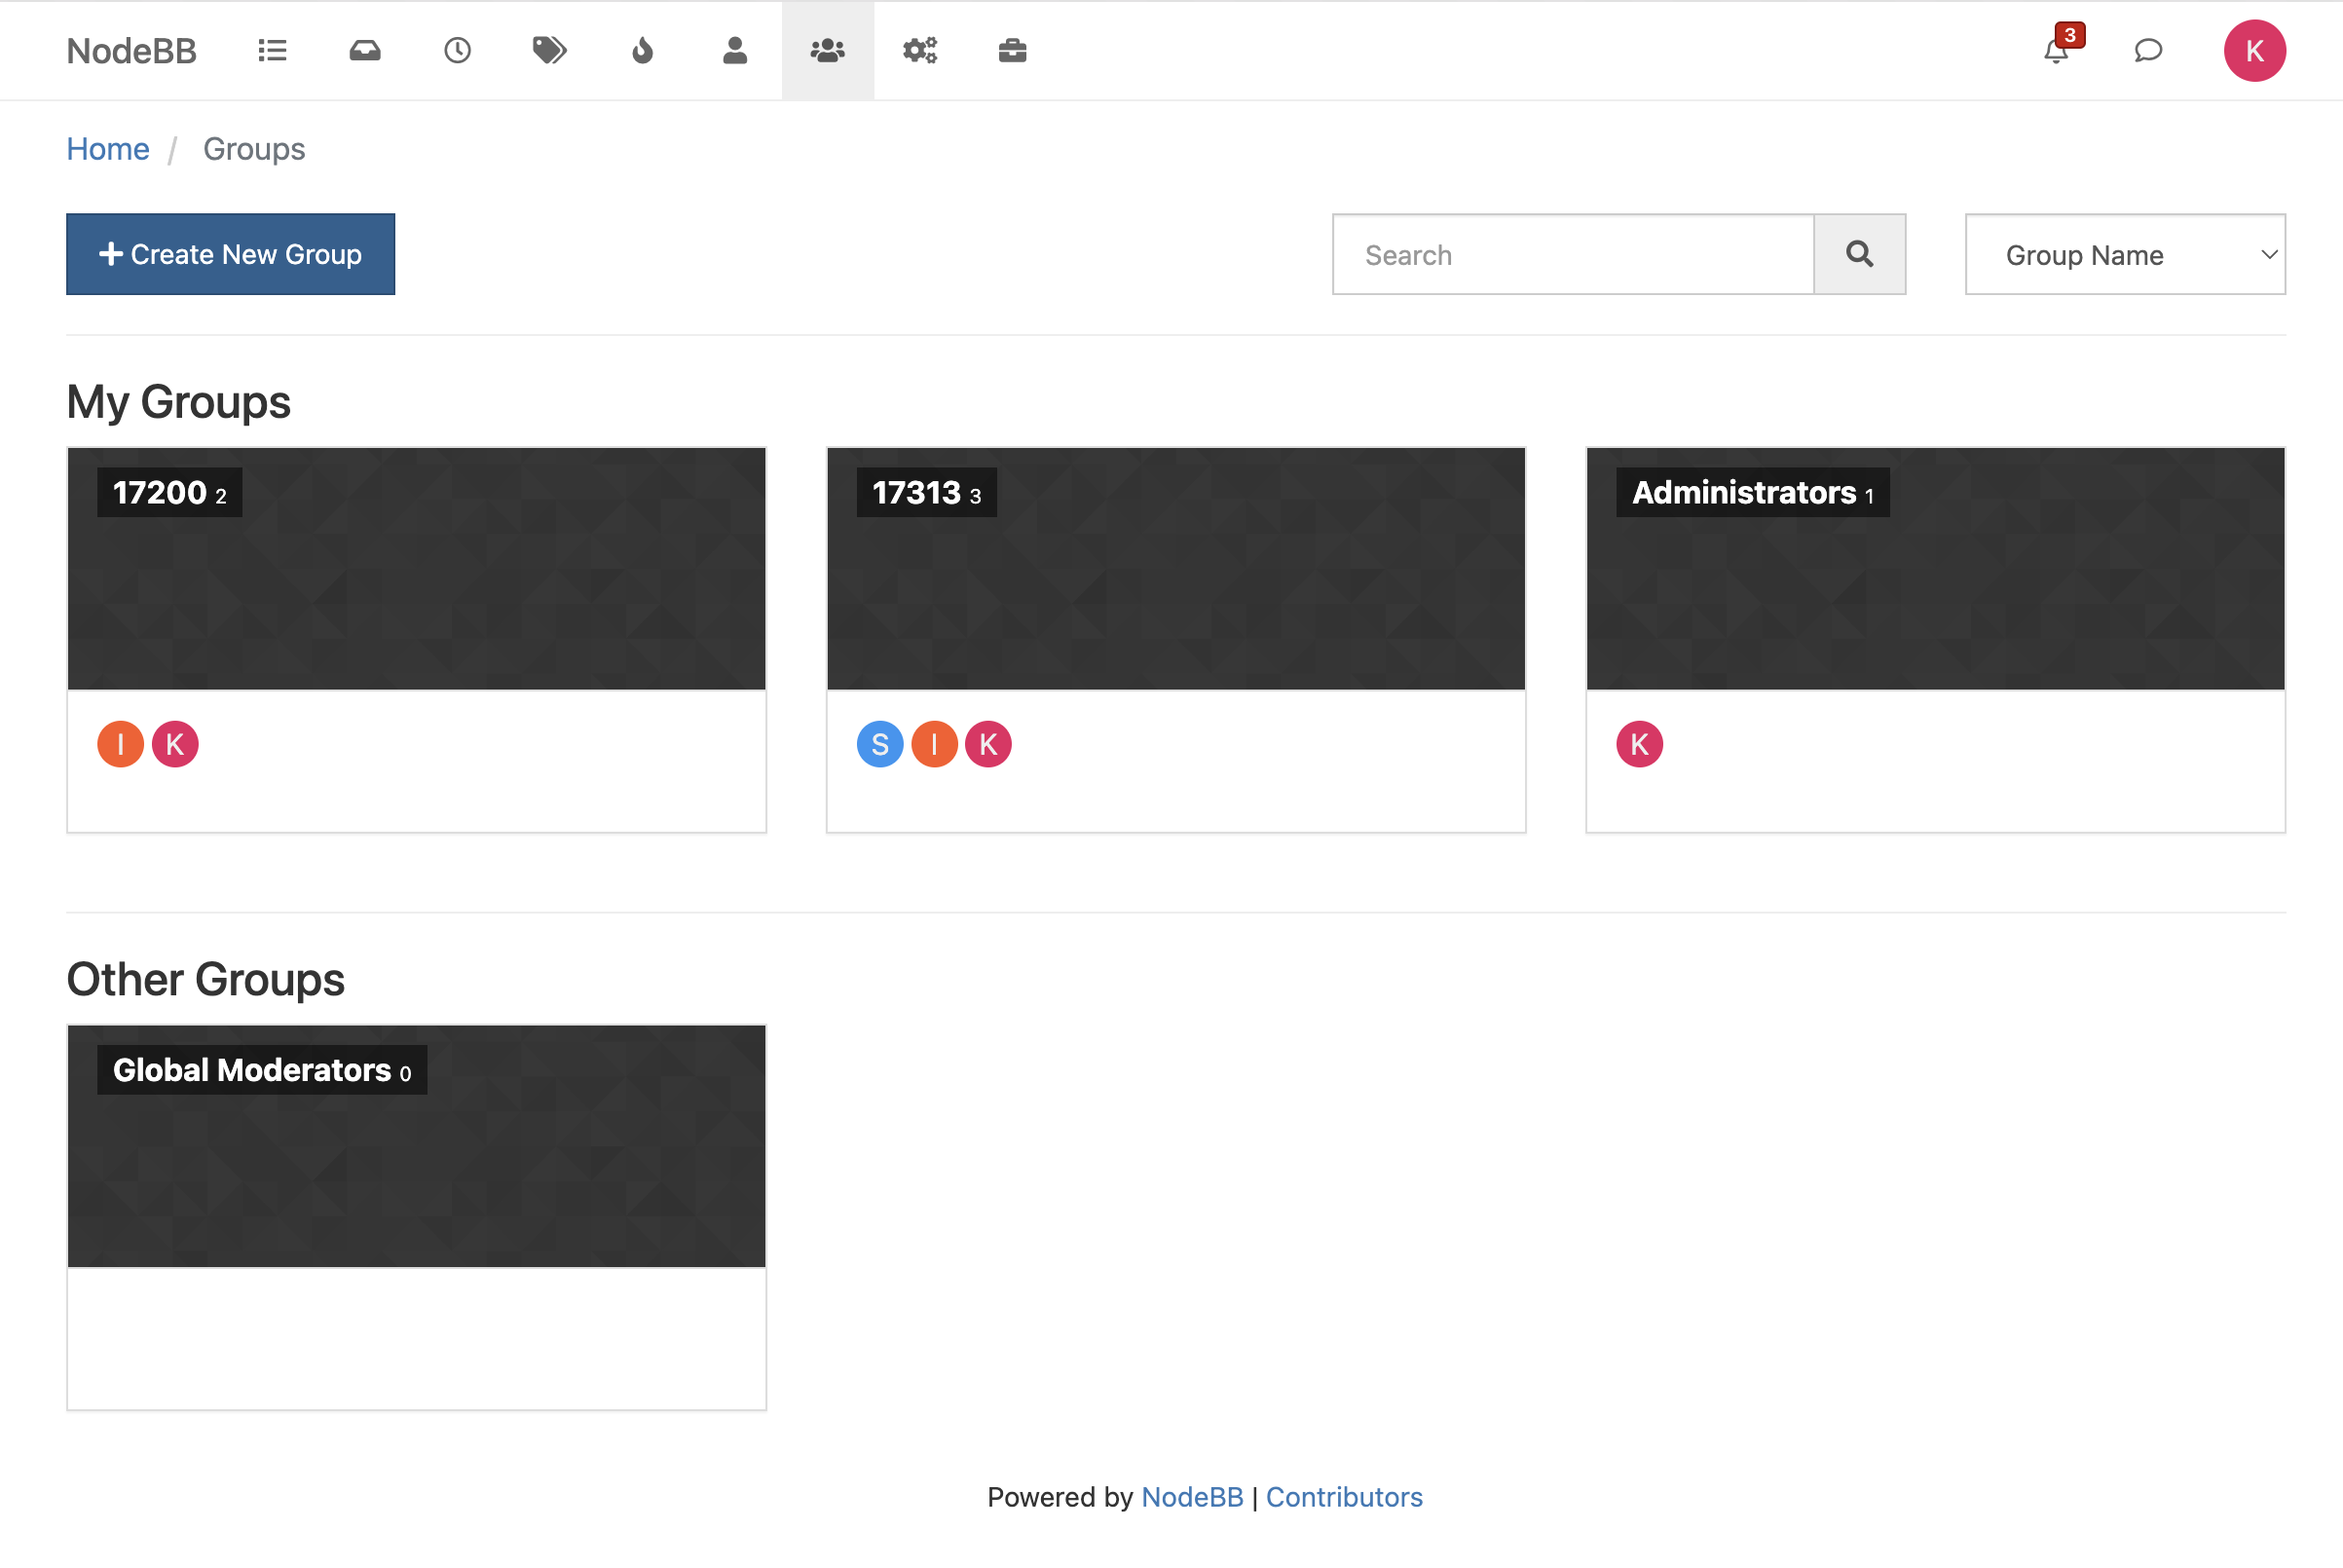 NodeBB
3
K
Home / Groups
Create New Group
Search
Group Name
My Groups
17200 2
17313 3
Administrators 1
I K
S I K
K
Other Groups
Global Moderators 0
Powered by NodeBB | Contributors